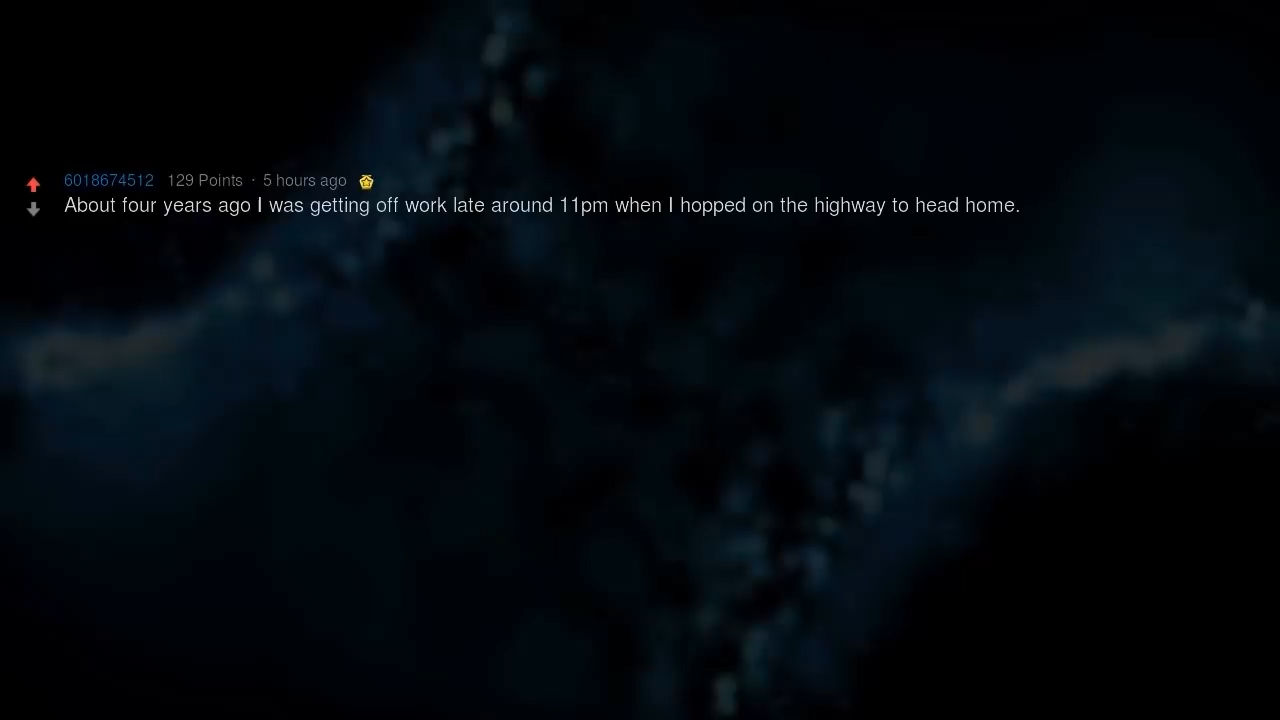 6018674512 129 Points · 5 hours ago
About four years ago I was getting off work late around 11pm when I hopped on the highway to head home.